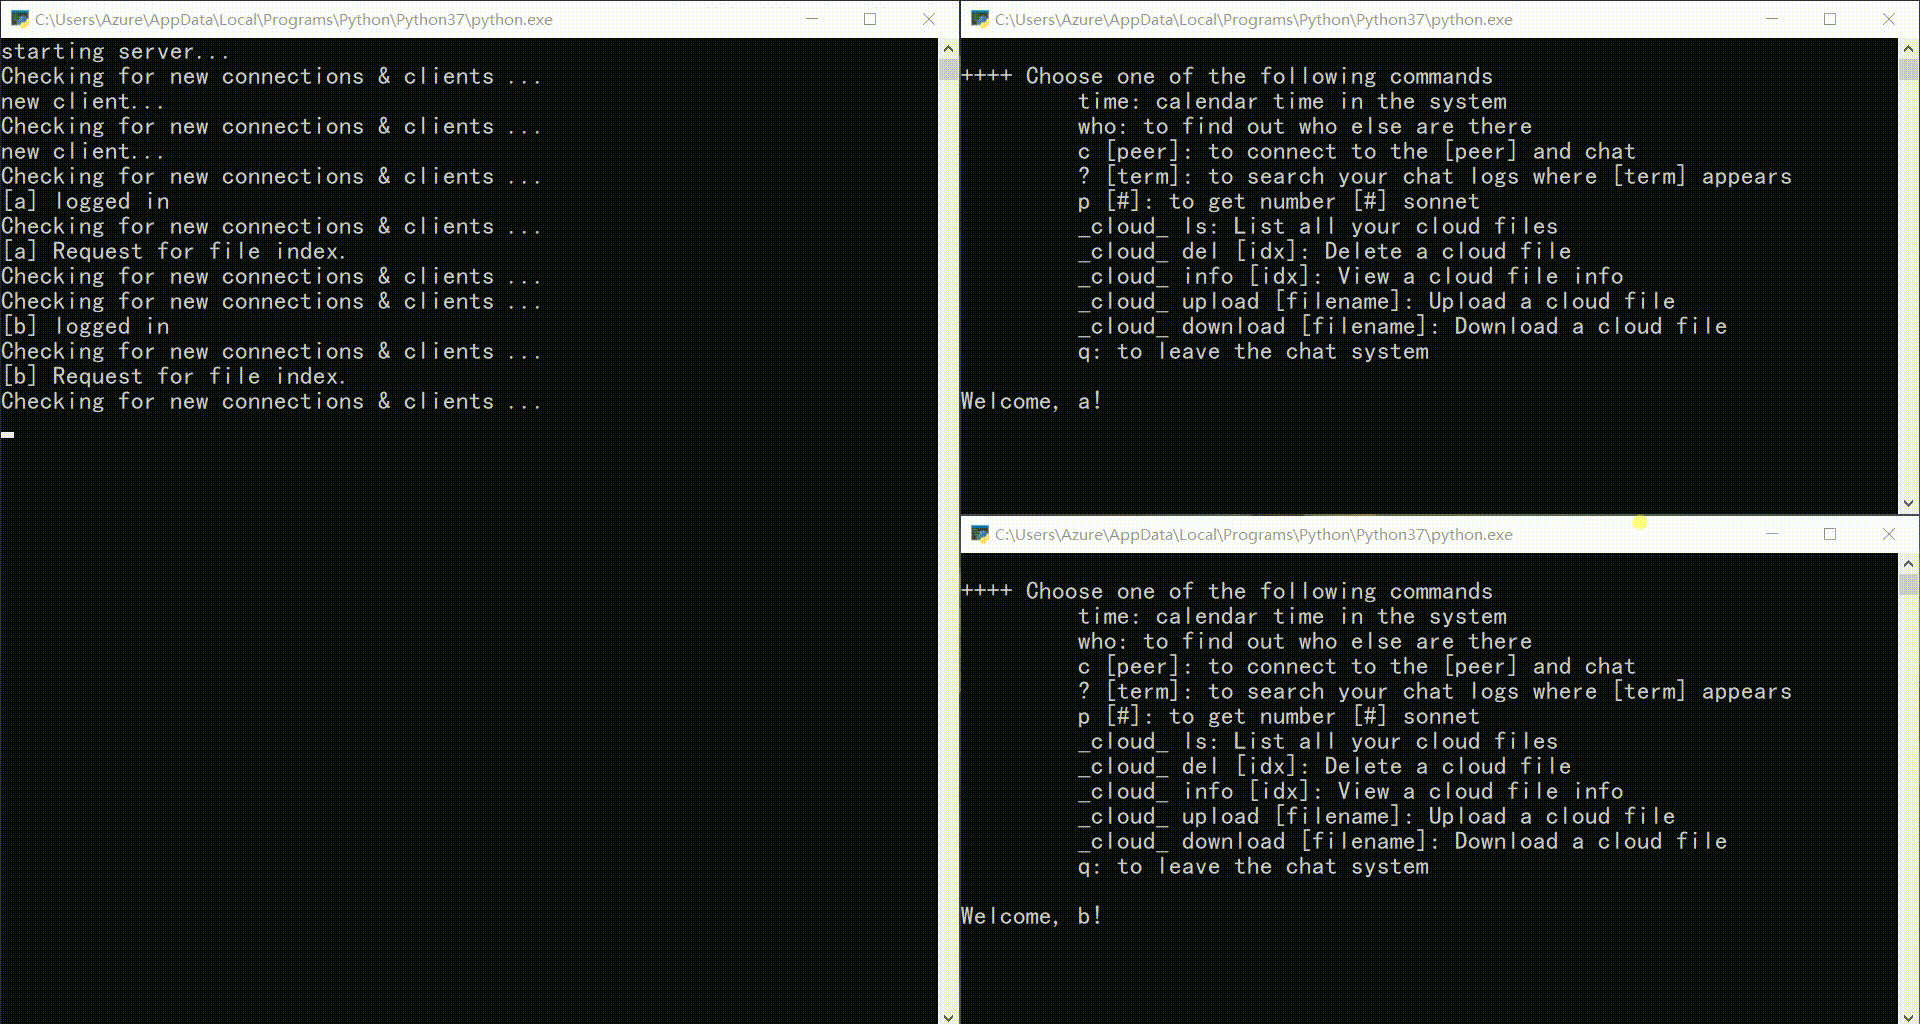 C:\Users\Azure\AppData\Local\Programs\Python\Python37\python.exe
starting server...
Checking for new connections & clients ...
new client...
Checking for new connections & clients ...
new client...
Checking for new connections & clients ...
[a] logged in
Checking for new connections & clients ...
[a] Request for file index.
Checking for new connections & clients ...
Checking for new connections & clients ...
[b] logged in
Checking for new connections & clients ...
[b] Request for file index.
Checking for new connections & clients ...
C:\Users\Azure\AppData\Local\Programs\Python\Python37\python.exe
++++ Choose one of the following commands
time: calendar time in the system
who: to find out who else are there
c [peer]: to connect to the [peer] and chat
? [term]: to search your chat logs where [term] appears
p [#]: to get number [#] sonnet
_cloud_ ls: List all your cloud files
_cloud_ del [idx]: Delete a cloud file
_cloud_ info [idx]: View a cloud file info
_cloud_ upload [filename]: Upload a cloud file
_cloud_ download [filename]: Download a cloud file
q: to leave the chat system
Welcome, a!
C:\Users\Azure\AppData\Local\Programs\Python\Python37\python.exe
++++ Choose one of the following commands
time: calendar time in the system
who: to find out who else are there
c [peer]: to connect to the [peer] and chat
? [term]: to search your chat logs where [term] appears
p [#]: to get number [#] sonnet
_cloud_ ls: List all your cloud files
_cloud_ del [idx]: Delete a cloud file
_cloud_ info [idx]: View a cloud file info
_cloud_ upload [filename]: Upload a cloud file
_cloud_ download [filename]: Download a cloud file
q: to leave the chat system
Welcome, b!